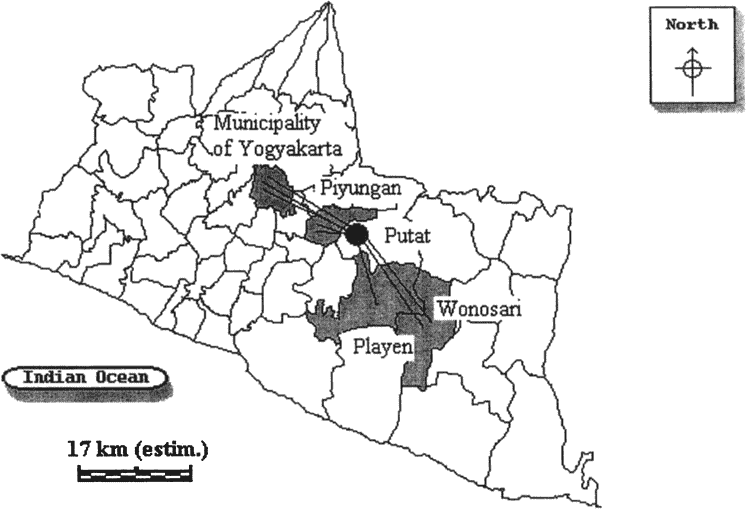 North
Municipality
of Yogyakarta
Piyungan
Putat
Wonosari
Playen
Indian Ocean
17 km (estim.)